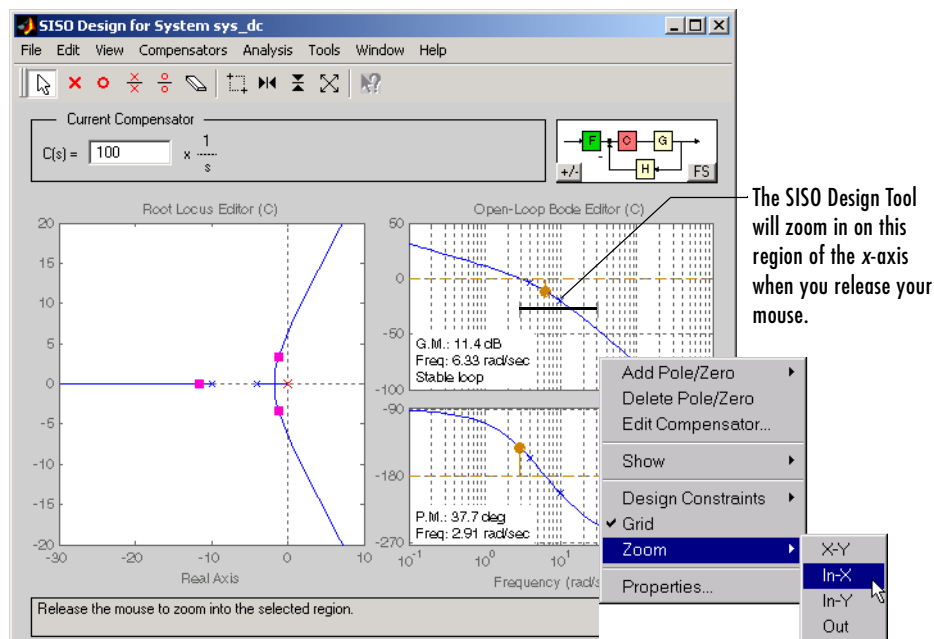 SISO Design for System sys_dc
File Edit View Compensators Analysis Tools Window Help
Current Compensator
C(s) = 100 x 1
s
F C G
-
H
+/- FS
The SISO Design Tool
will zoom in on this
region of the x-axis
when you release your
mouse.
Root Locus Editor (C)
20
15
10
5
0
-5
-10
-15
-20
-30 -20 -10 0 10
Real Axis
Open-Loop Bode Editor (C)
50
0
-50
-100
G.M.: 11.4 dB
Freq: 6.33 rad/sec
Stable loop
-90
-180
-270
P.M.: 37.7 deg
Freq: 2.91 rad/sec
10-1 100 101
Frequency (rad/s
Add Pole/Zero
Delete Pole/Zero
Edit Compensator...
Show
Design Constraints
Grid
Zoom
Properties...
X-Y
In-X
In-Y
Out
Release the mouse to zoom into the selected region.